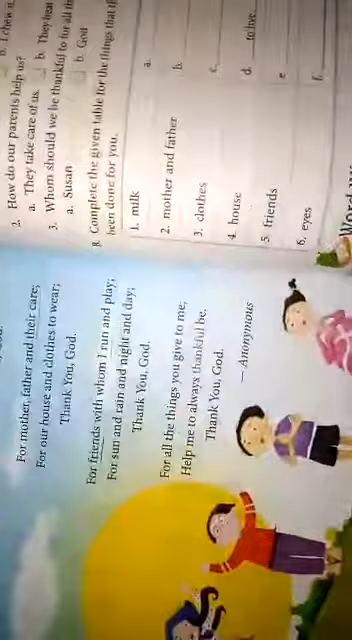 For mother, father and their care;
For our house and clothes to wear;
Thank You, God.
For friends with whom I run and play;
For sun and rain and night and day;
Thank You, God.
For all the things you give to me;
Help me to always thankful be.
Thank You, God.
— Anonymous
b. I chew it.
2. How do our parents help us?
a. They take care of us. b. They beat
3. Whom should we be thankful to for all
a. Susan b. God
B. Complete the given table for the things that
been done for you.
1. milk a.
2. mother and father b.
3. clothes c.
4. house d. to live.
5. friends e
6. eyes f.